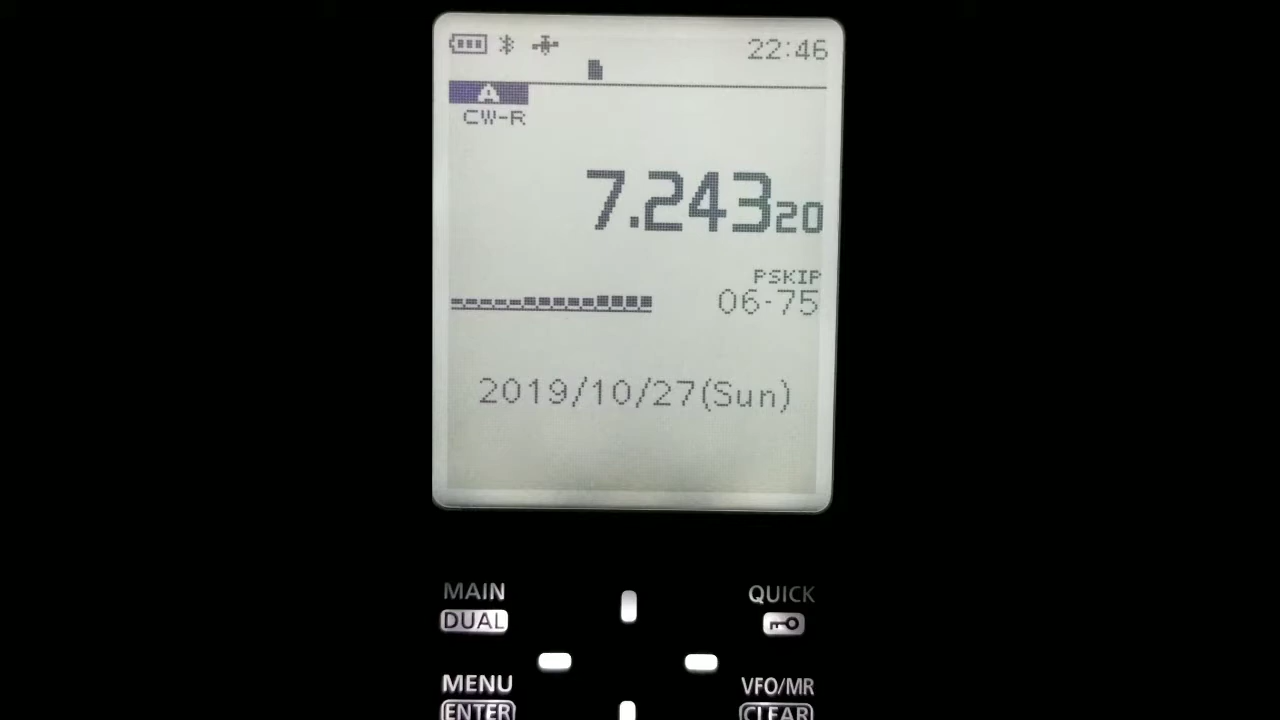 22:46
A
CW-R
7.24320
PSKIP
06-75
2019/10/27(Sun)
MAIN
QUICK
DUAL
MENU
VFO/MR
ENTER
CLEAR